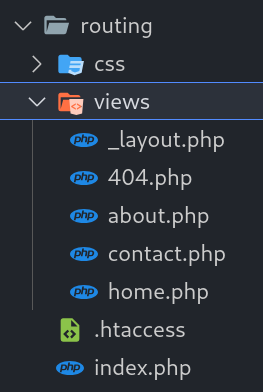 routing
css
views
_layout.php
404.php
about.php
contact.php
home.php
.htaccess
index.php